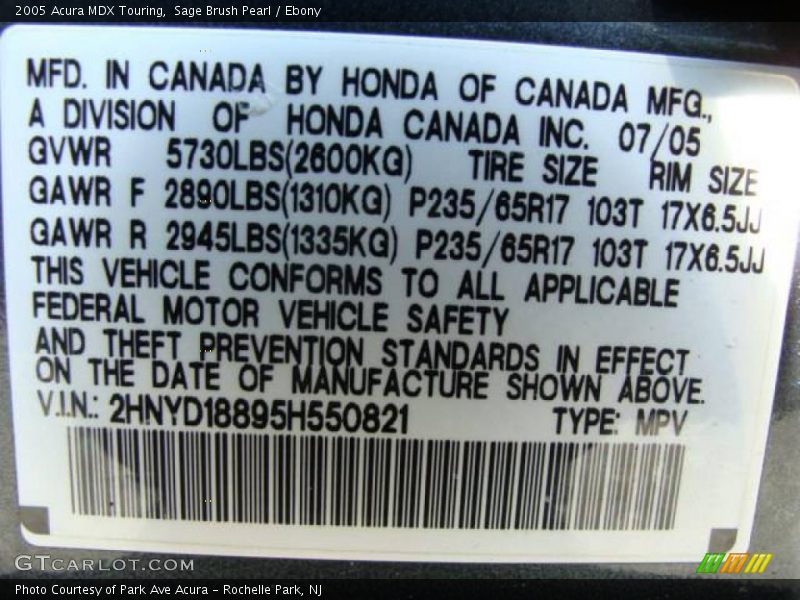 2005 Acura MDX Touring, Sage Brush Pearl / Ebony
MFD. IN CANADA BY HONDA OF CANADA MFG.,
A DIVISION OF HONDA CANADA INC. 07/05
GVWR 5730LBS(2600KG) TIRE SIZE RIM SIZE
GAWR F 2890LBS(1310KG) P235/65R17 103T 17X6.5JJ
GAWR R 2945LBS(1335KG) P235/65R17 103T 17X6.5JJ
THIS VEHICLE CONFORMS TO ALL APPLICABLE
FEDERAL MOTOR VEHICLE SAFETY
AND THEFT PREVENTION STANDARDS IN EFFECT
ON THE DATE OF MANUFACTURE SHOWN ABOVE.
V.I.N.: 2HNYD18895H550821 TYPE: MPV
GTCARLOT.COM
Photo Courtesy of Park Ave Acura - Rochelle Park, NJ